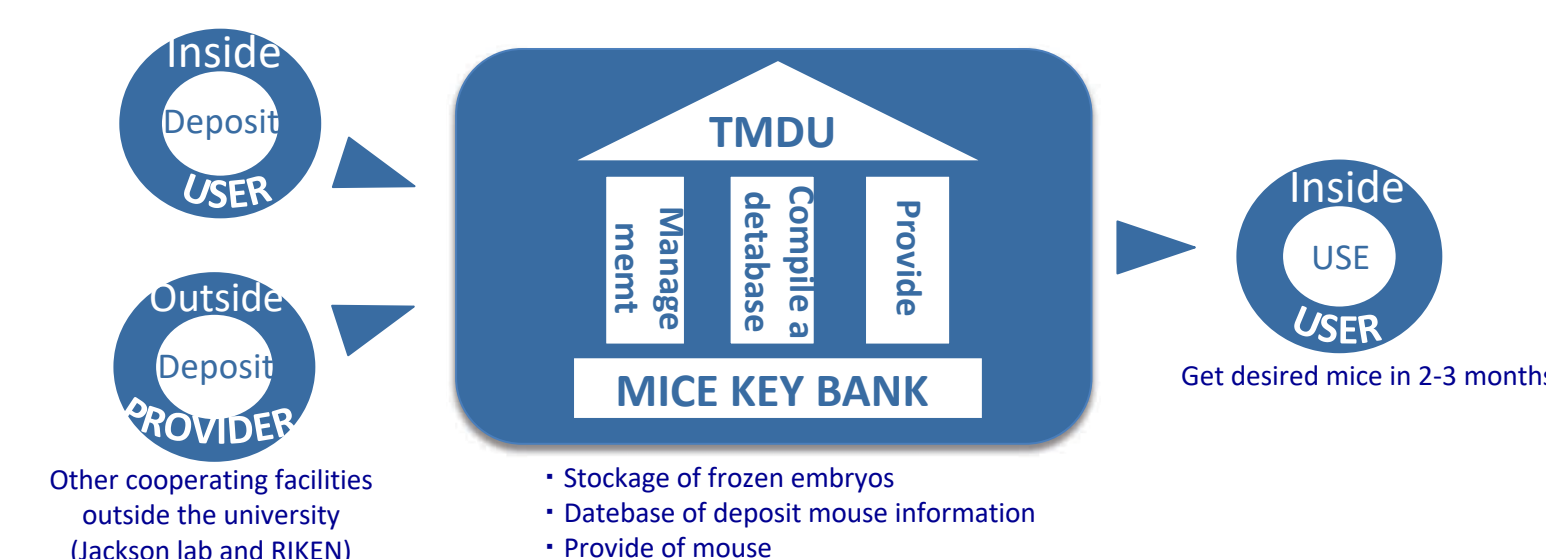 Inside
Deposit
USER
Outside
Deposit
PROVIDER
Other cooperating facilities
outside the university
(Jackson lab and RIKEN)
TMDU
Manage
memt
Compile a
detabase
Provide
MICE KEY BANK
・Stockage of frozen embryos
・Datebase of deposit mouse information
・Provide of mouse
Inside
USE
USER
Get desired mice in 2-3 months